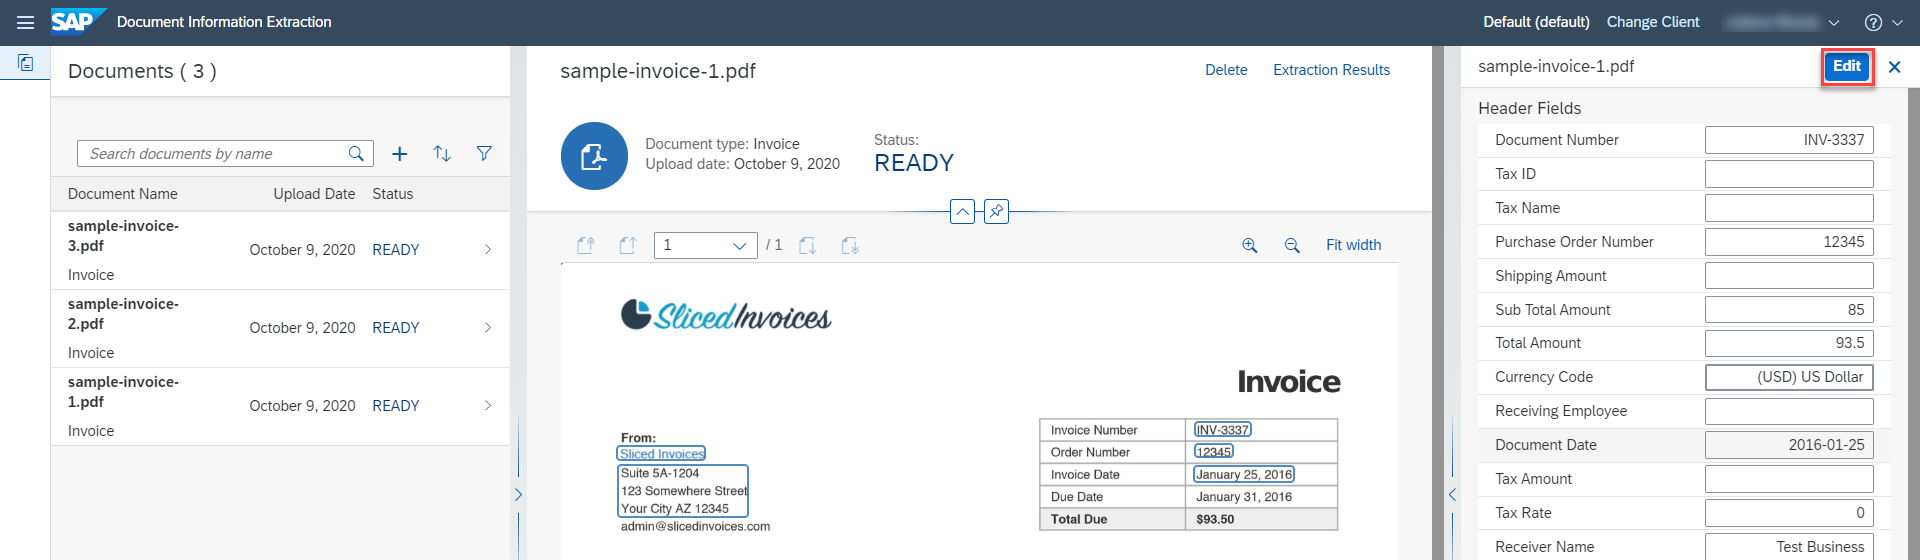 SAP Document Information Extraction
Default (default) Change Client
Documents ( 3 )
Search documents by name
Document Name Upload Date Status
sample-invoice-
3.pdf
October 9, 2020 READY
Invoice
sample-invoice-
2.pdf
October 9, 2020 READY
Invoice
sample-invoice-
1.pdf
October 9, 2020 READY
Invoice
sample-invoice-1.pdf
Delete Extraction Results
Document type: Invoice
Upload date: October 9, 2020
Status:
READY
1 / 1
Fit width
Sliced Invoices
Invoice
From:
Sliced Invoices
Suite 5A-1204
123 Somewhere Street
Your City AZ 12345
admin@slicedinvoices.com
Invoice Number INV-3337
Order Number 12345
Invoice Date January 25, 2016
Due Date January 31, 2016
Total Due $93.50
sample-invoice-1.pdf
Edit
Header Fields
Document Number INV-3337
Tax ID
Tax Name
Purchase Order Number 12345
Shipping Amount
Sub Total Amount 85
Total Amount 93.5
Currency Code (USD) US Dollar
Receiving Employee
Document Date 2016-01-25
Tax Amount
Tax Rate 0
Receiver Name Test Business